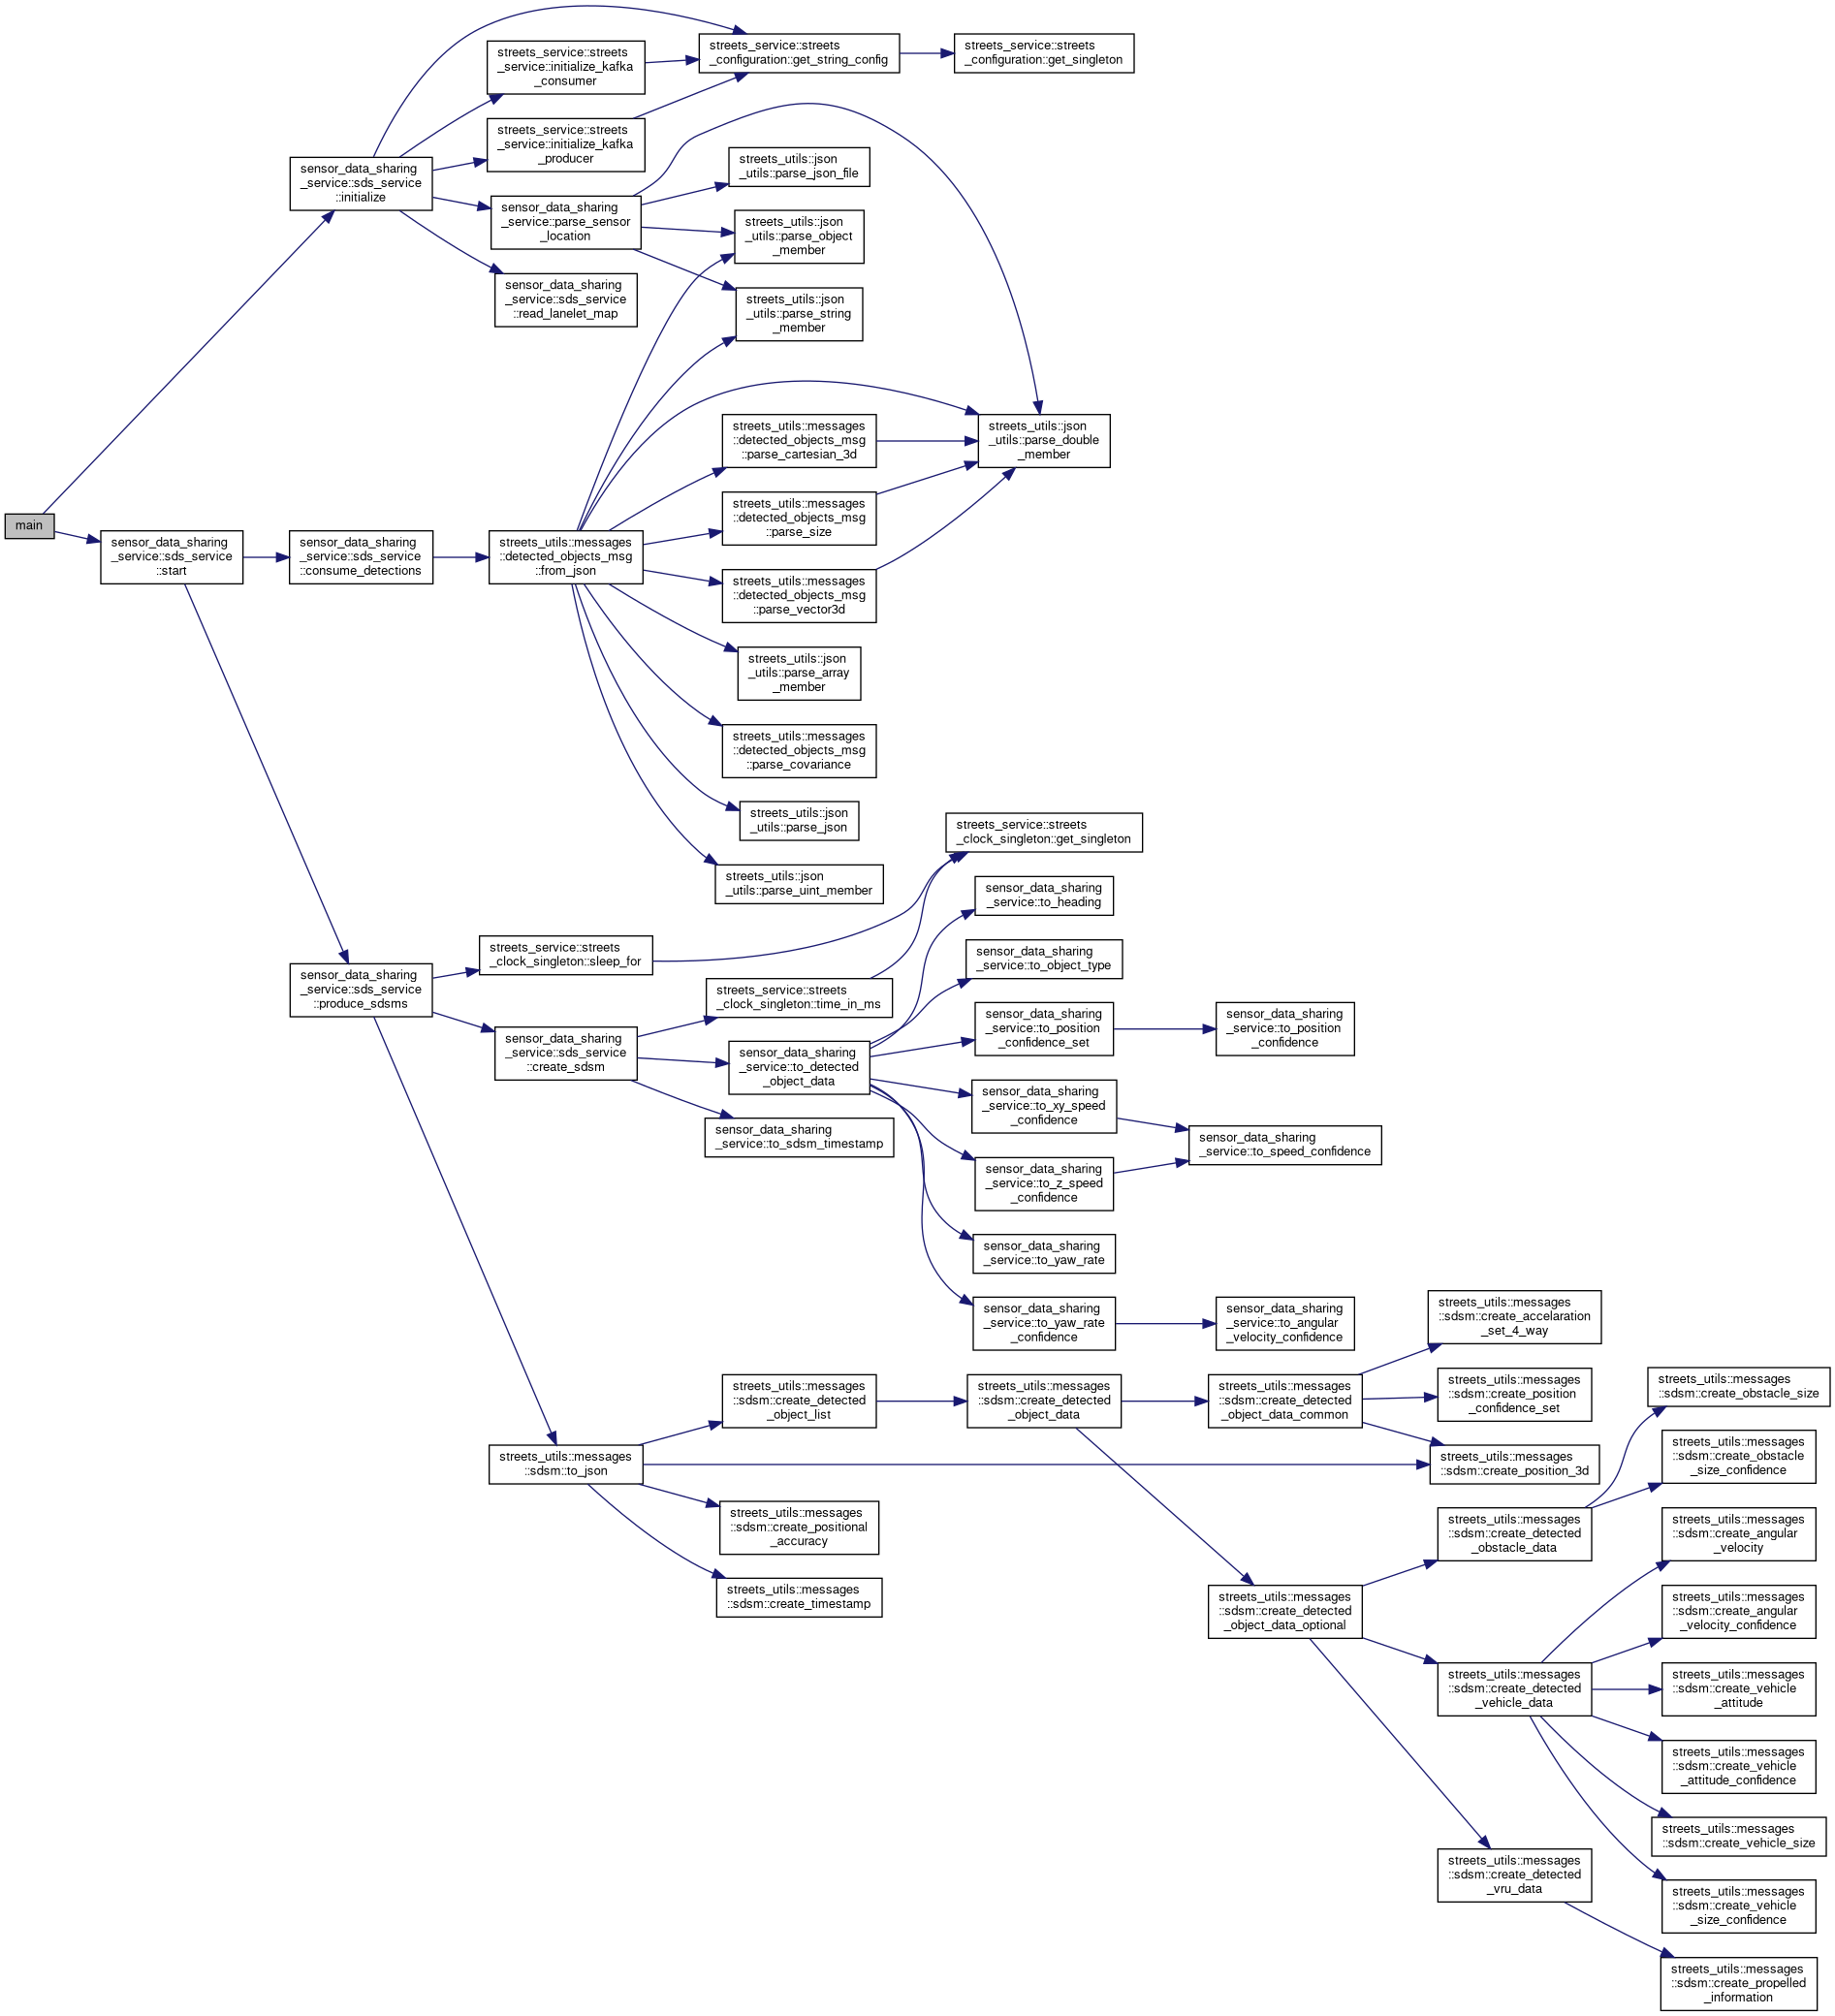 main
sensor_data_sharing
_service::sds_service
::initialize
sensor_data_sharing
_service::sds_service
::start
streets_service::streets
_service::initialize_kafka
_consumer
streets_service::streets
_service::initialize_kafka
_producer
sensor_data_sharing
_service::parse_sensor
_location
sensor_data_sharing
_service::sds_service
::read_lanelet_map
streets_service::streets
_configuration::get_string_config
streets_service::streets
_configuration::get_singleton
streets_utils::json
_utils::parse_json_file
streets_utils::json
_utils::parse_object
_member
streets_utils::json
_utils::parse_string
_member
streets_utils::json
_utils::parse_double
_member
sensor_data_sharing
_service::sds_service
::consume_detections
streets_utils::messages
::detected_objects_msg
::from_json
streets_utils::messages
::detected_objects_msg
::parse_cartesian_3d
streets_utils::messages
::detected_objects_msg
::parse_size
streets_utils::messages
::detected_objects_msg
::parse_vector3d
streets_utils::json
_utils::parse_array
_member
streets_utils::messages
::detected_objects_msg
::parse_covariance
streets_utils::json
_utils::parse_json
streets_utils::json
_utils::parse_uint_member
sensor_data_sharing
_service::sds_service
::produce_sdsms
streets_service::streets
_clock_singleton::sleep_for
streets_service::streets
_clock_singleton::get_singleton
sensor_data_sharing
_service::sds_service
::create_sdsm
streets_service::streets
_clock_singleton::time_in_ms
sensor_data_sharing
_service::to_detected
_object_data
sensor_data_sharing
_service::to_sdsm_timestamp
sensor_data_sharing
_service::to_heading
sensor_data_sharing
_service::to_object_type
sensor_data_sharing
_service::to_position
_confidence_set
sensor_data_sharing
_service::to_position
_confidence
sensor_data_sharing
_service::to_xy_speed
_confidence
sensor_data_sharing
_service::to_speed_confidence
sensor_data_sharing
_service::to_z_speed
_confidence
sensor_data_sharing
_service::to_yaw_rate
sensor_data_sharing
_service::to_yaw_rate
_confidence
sensor_data_sharing
_service::to_angular
_velocity_confidence
streets_utils::messages
::sdsm::to_json
streets_utils::messages
::sdsm::create_detected
_object_list
streets_utils::messages
::sdsm::create_positional
_accuracy
streets_utils::messages
::sdsm::create_timestamp
streets_utils::messages
::sdsm::create_detected
_object_data
streets_utils::messages
::sdsm::create_detected
_object_data_common
streets_utils::messages
::sdsm::create_accelaration
_set_4_way
streets_utils::messages
::sdsm::create_position
_confidence_set
streets_utils::messages
::sdsm::create_position_3d
streets_utils::messages
::sdsm::create_detected
_object_data_optional
streets_utils::messages
::sdsm::create_detected
_obstacle_data
streets_utils::messages
::sdsm::create_obstacle_size
streets_utils::messages
::sdsm::create_obstacle
_size_confidence
streets_utils::messages
::sdsm::create_detected
_vehicle_data
streets_utils::messages
::sdsm::create_angular
_velocity
streets_utils::messages
::sdsm::create_angular
_velocity_confidence
streets_utils::messages
::sdsm::create_vehicle
_attitude
streets_utils::messages
::sdsm::create_vehicle
_attitude_confidence
streets_utils::messages
::sdsm::create_vehicle_size
streets_utils::messages
::sdsm::create_vehicle
_size_confidence
streets_utils::messages
::sdsm::create_detected
_vru_data
streets_utils::messages
::sdsm::create_propelled
_information